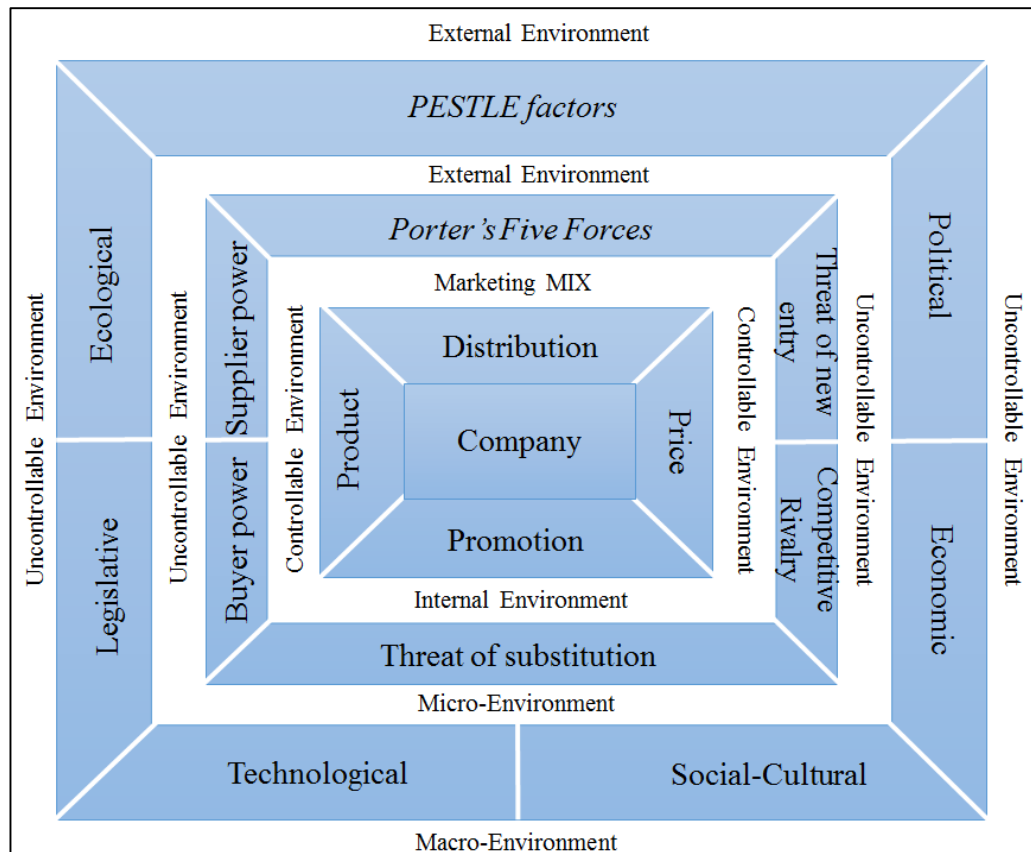 External Environment
PESTLE factors
External Environment
Porter's Five Forces
Marketing MIX
Distribution
Ecological
Supplier power
Product
Company
Price
Threat of new
entry
Political
Uncontrollable Environment
Uncontrollable Environment
Controllable Environment
Controllable Environment
Uncontrollable Environment
Uncontrollable Environment
Legislative
Buyer power
Promotion
Competitive
Rivalry
Economic
Internal Environment
Threat of substitution
Micro-Environment
Technological
Social-Cultural
Macro-Environment